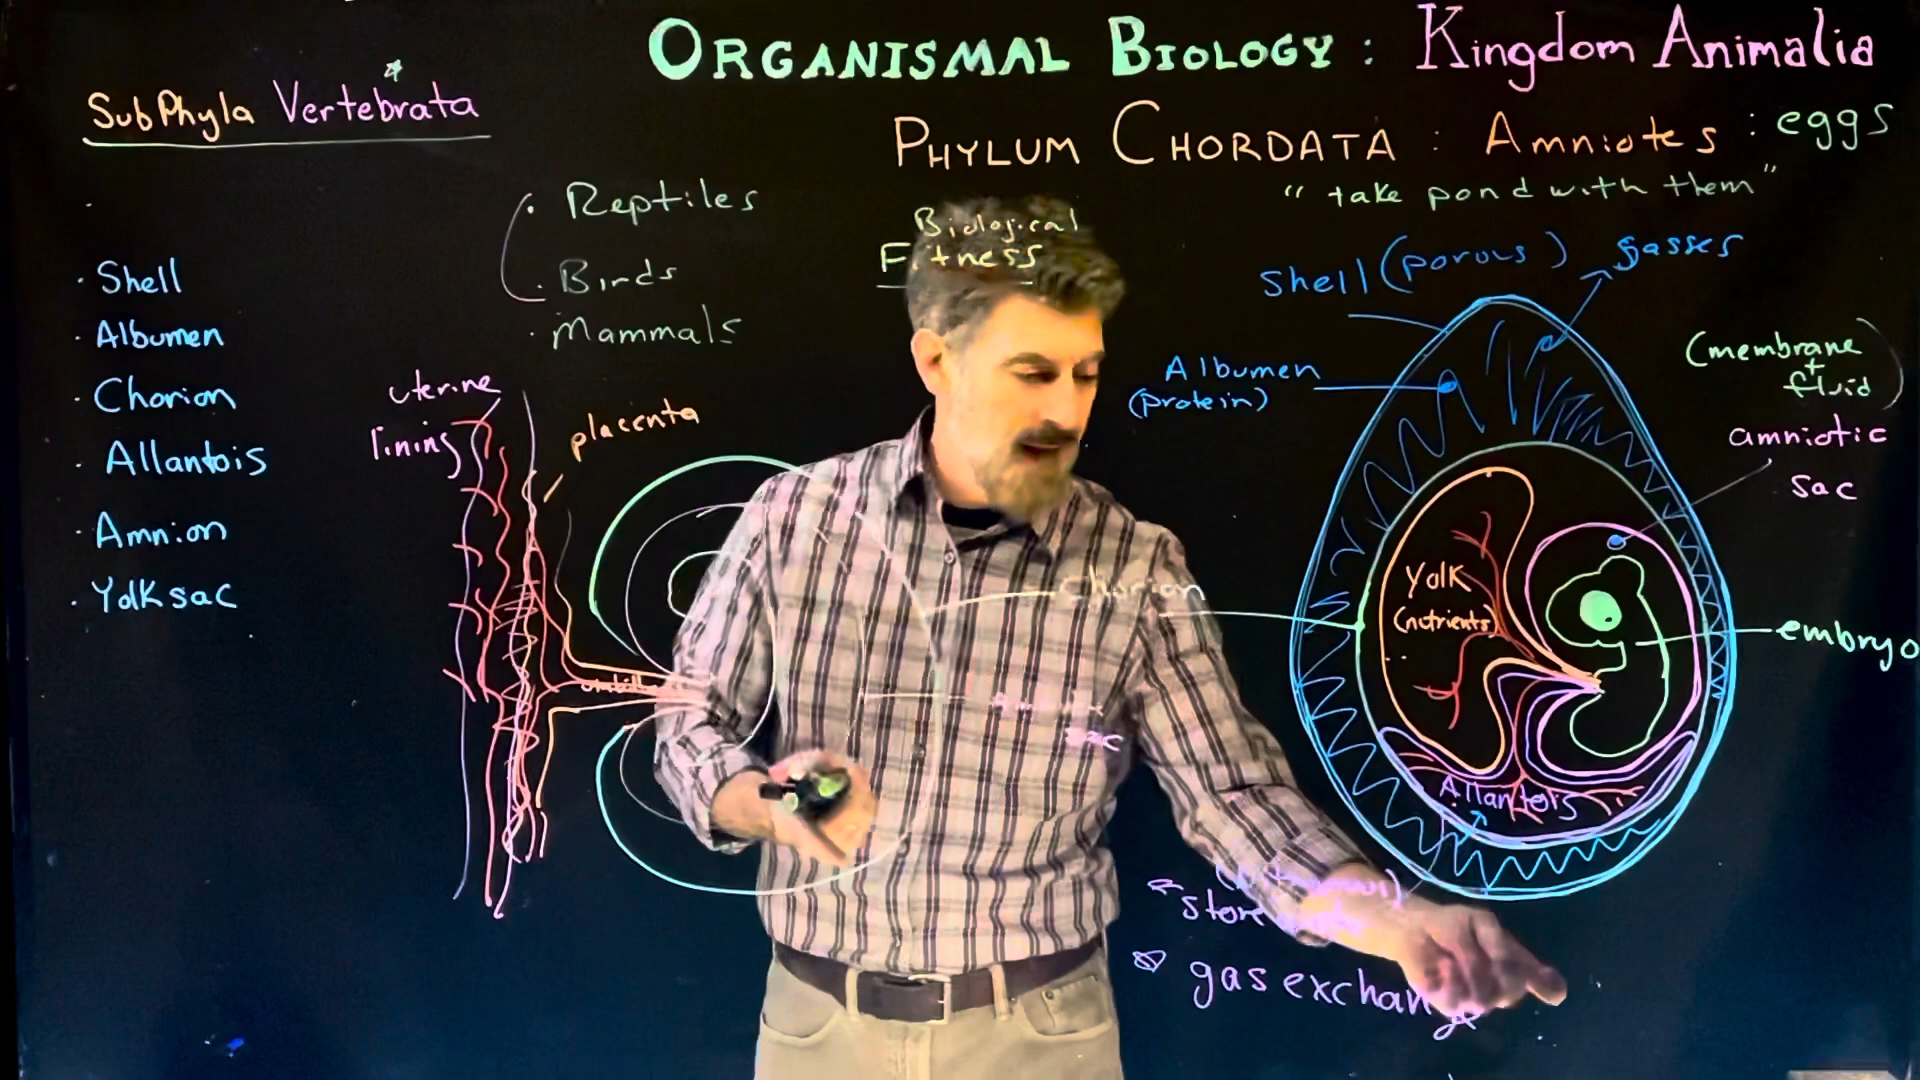 ORGANISMAL BIOLOGY : Kingdom Animalia
PHYLUM CHORDATA : Amniotes : eggs
"take pond with them"
SubPhyla Vertebrata
· Shell
· Albumen
· Chorion
· Allantois
· Amnion
· Yolk sac
· Reptiles
· Birds
· Mammals
Biological
Fitness
uterine
lining
placenta
Chorion
sac
Shell (porous) gasses
Albumen
(protein)
(membrane
+
fluid)
amniotic
sac
Yolk
(nutrients)
embryo
Allantois
store
gas exchang